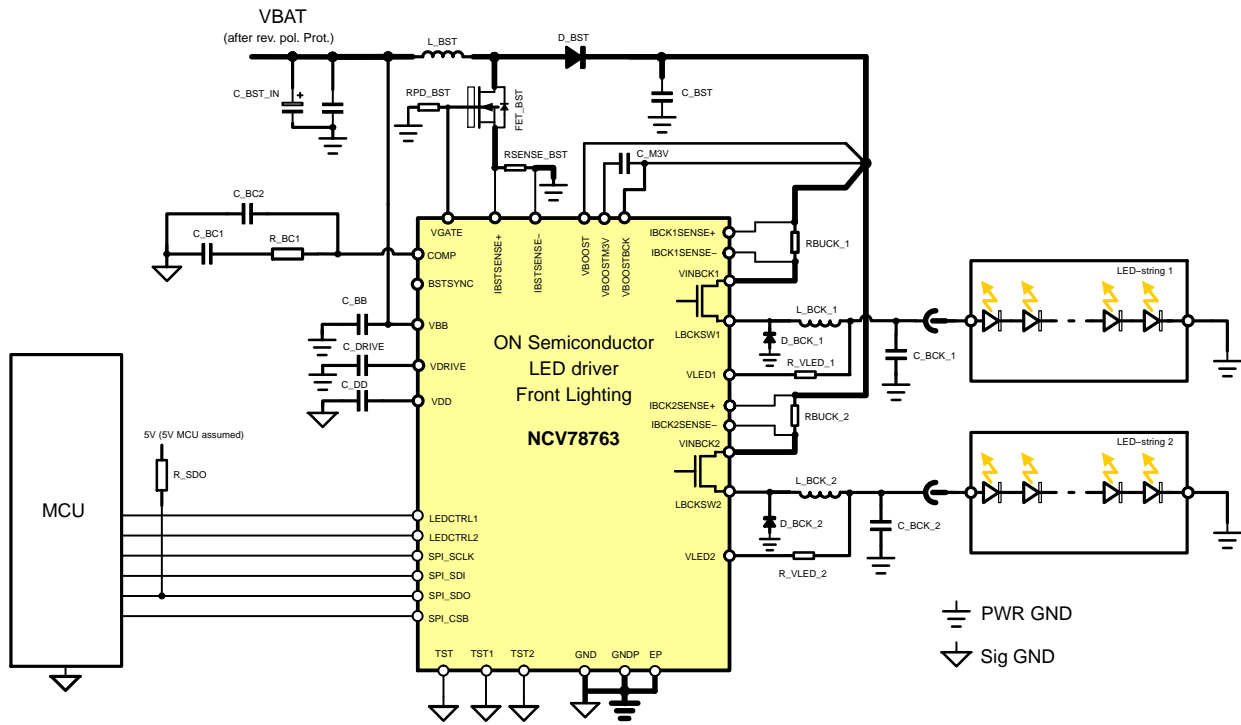 VBAT
(after rev. pol. Prot.)
L_BST
D_BST
C_BST_IN
+
RPD_BST
FET_BST
C_BST
RSENSE_BST
C_M3V
C_BC2
C_BC1
R_BC1
VGATE
IBSTSENSE+
IBSTSENSE−
VBOOST
VBOOSTM3V
VBOOSTBCK
COMP
BSTSYNC
C_BB
VBB
C_DRIVE
VDRIVE
C_DD
VDD
IBCK1SENSE+
IBCK1SENSE−
RBUCK_1
VINBCK1
LBCKSW1
L_BCK_1
D_BCK_1
C_BCK_1
R_VLED_1
VLED1
LED−string 1
ON Semiconductor
LED driver
Front Lighting
NCV78763
IBCK2SENSE+
IBCK2SENSE−
RBUCK_2
VINBCK2
LBCKSW2
L_BCK_2
D_BCK_2
C_BCK_2
VLED2
R_VLED_2
LED−string 2
5V (5V MCU assumed)
R_SDO
MCU
LEDCTRL1
LEDCTRL2
SPI_SCLK
SPI_SDI
SPI_SDO
SPI_CSB
TST
TST1
TST2
GND
GNDP
EP
PWR GND
Sig GND